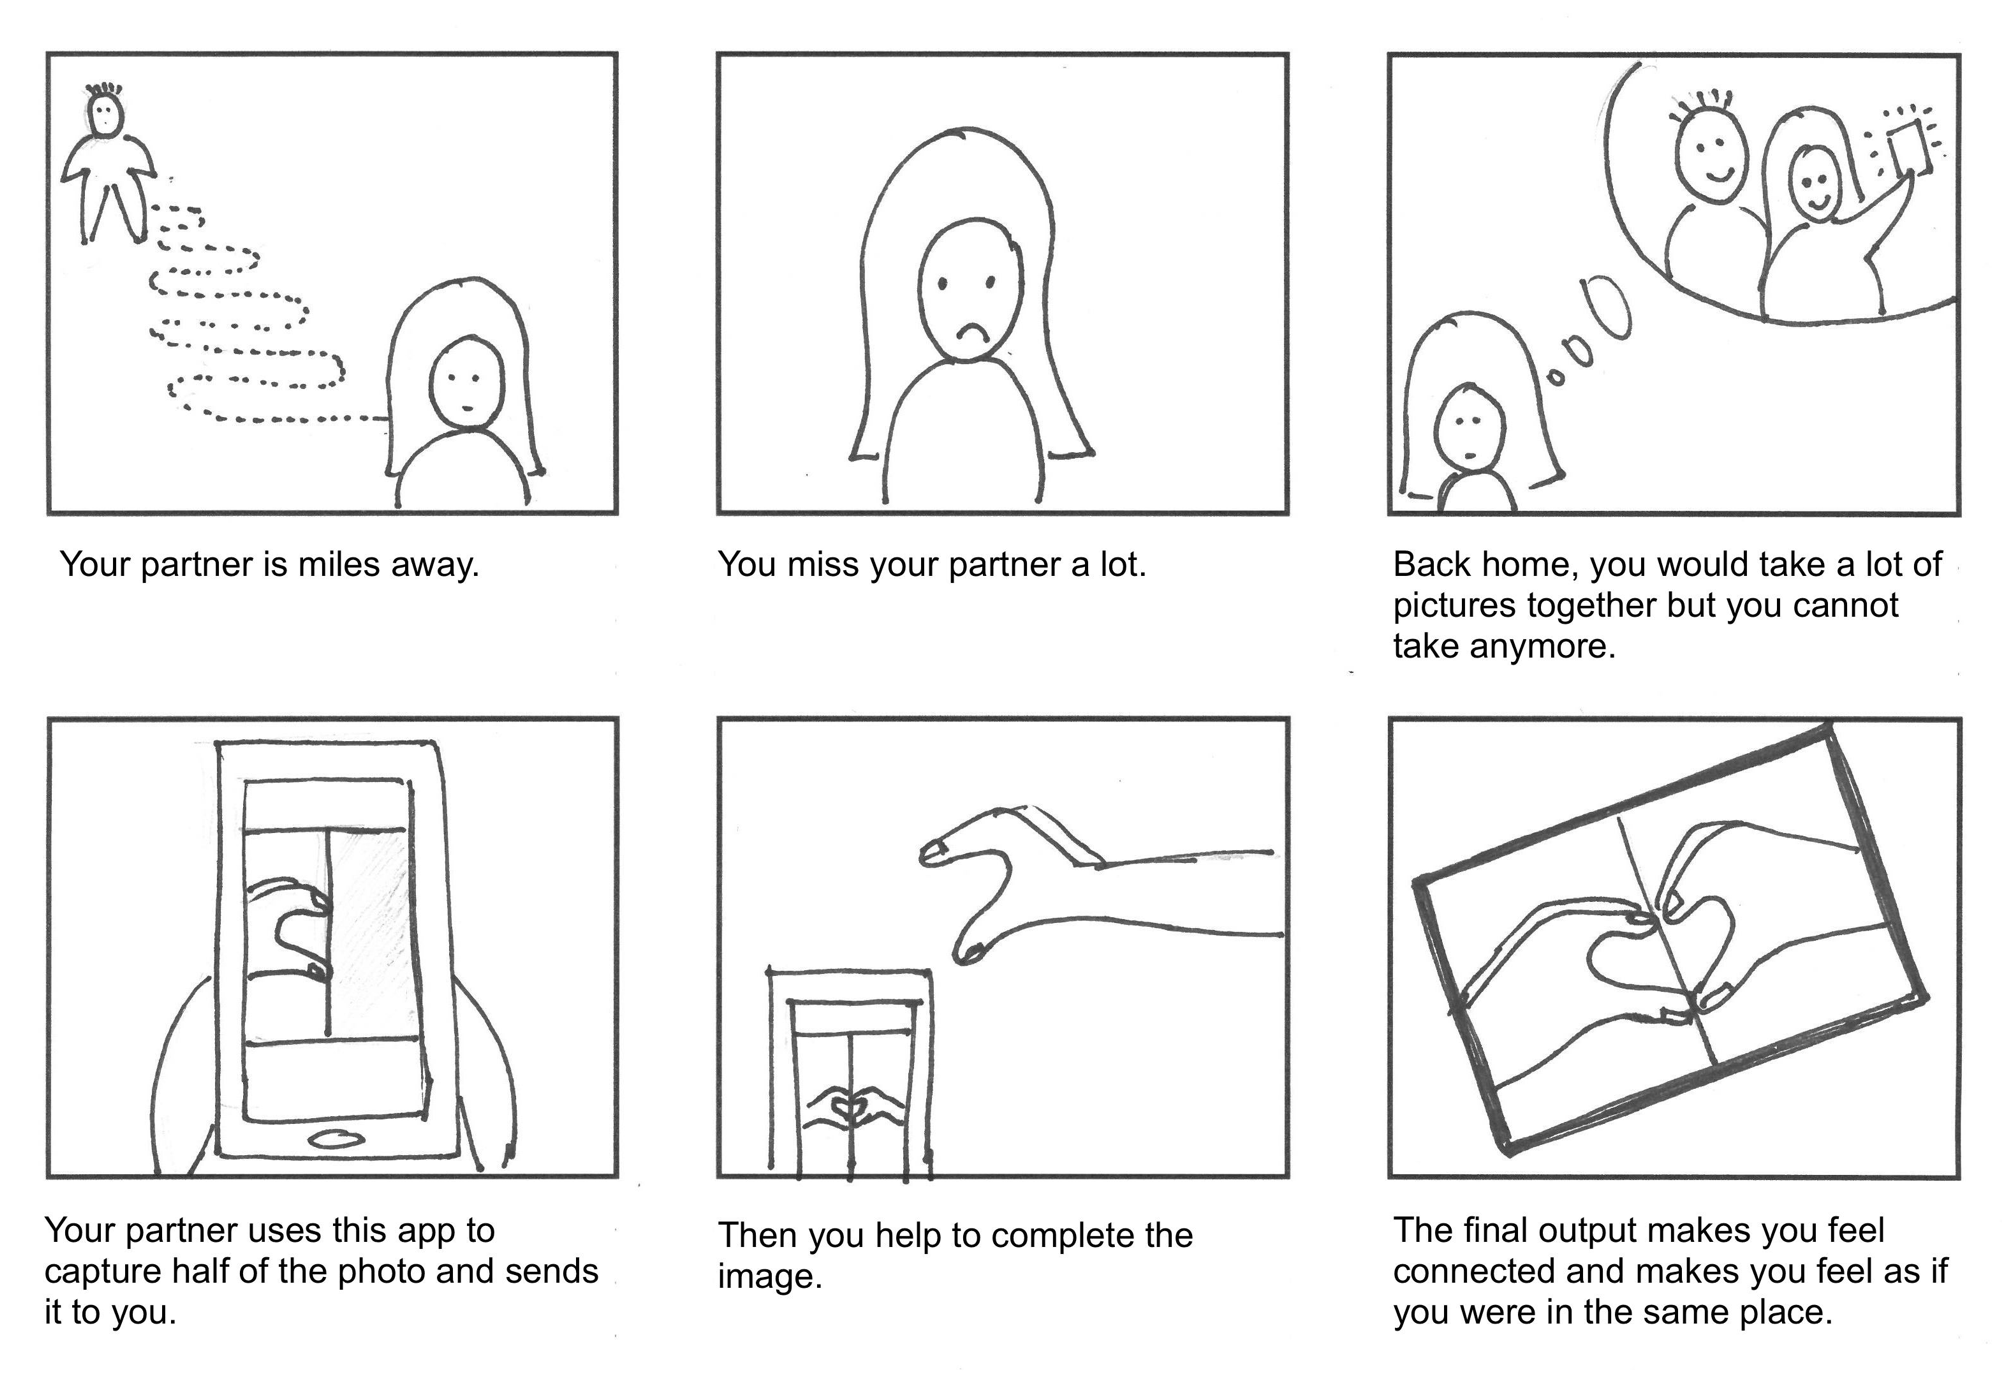 Your partner is miles away.
You miss your partner a lot.
Back home, you would take a lot of
pictures together but you cannot
take anymore.
Your partner uses this app to
capture half of the photo and sends
it to you.
Then you help to complete the
image.
The final output makes you feel
connected and makes you feel as if
you were in the same place.